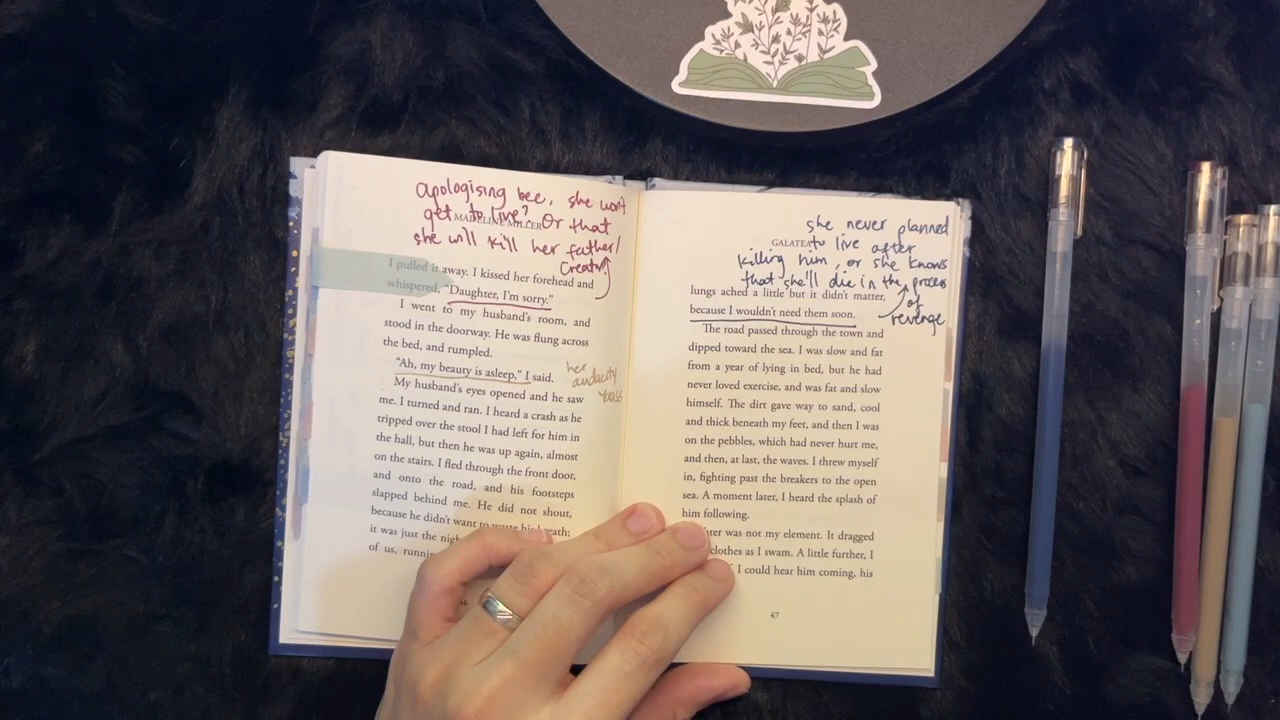 apologising bcc, she won't
get to live? Or that
she will kill her father/
creator
MADELINE MILLER
I pulled it away. I kissed her forehead and
whispered, "Daughter, I'm sorry."
I went to my husband's room, and
stood in the doorway. He was flung across
the bed, and rumpled.
"Ah, my beauty is asleep," I said.
her
audacity
My husband's eyes opened and he saw
me. I turned and ran. I heard a crash as he
tripped over the stool I had left for him in
the hall, but then he was up again, almost
on the stairs. I fled through the front door,
and onto the road, and his footsteps
slapped behind me. He did not shout,
because he didn't want to waste his breath;
it was just the
of us,
she never planned
to live after
killing him, or she knows
that she'll die in the process
of
revenge
GALATEA
lungs ached a little but it didn't matter,
because I wouldn't need them soon.
The road passed through the town and
dipped toward the sea. I was slow and fat
from a year of lying in bed, but he had
never loved exercise, and was fat and slow
himself. The dirt gave way to sand, cool
and thick beneath my feet, and then I was
on the pebbles, which had never hurt me,
and then, at last, the waves. I threw myself
in, fighting past the breakers to the open
sea. A moment later, I heard the splash of
him following.
was not my element. It dragged
clothes as I swam. A little further, I
I could hear him coming, his
47